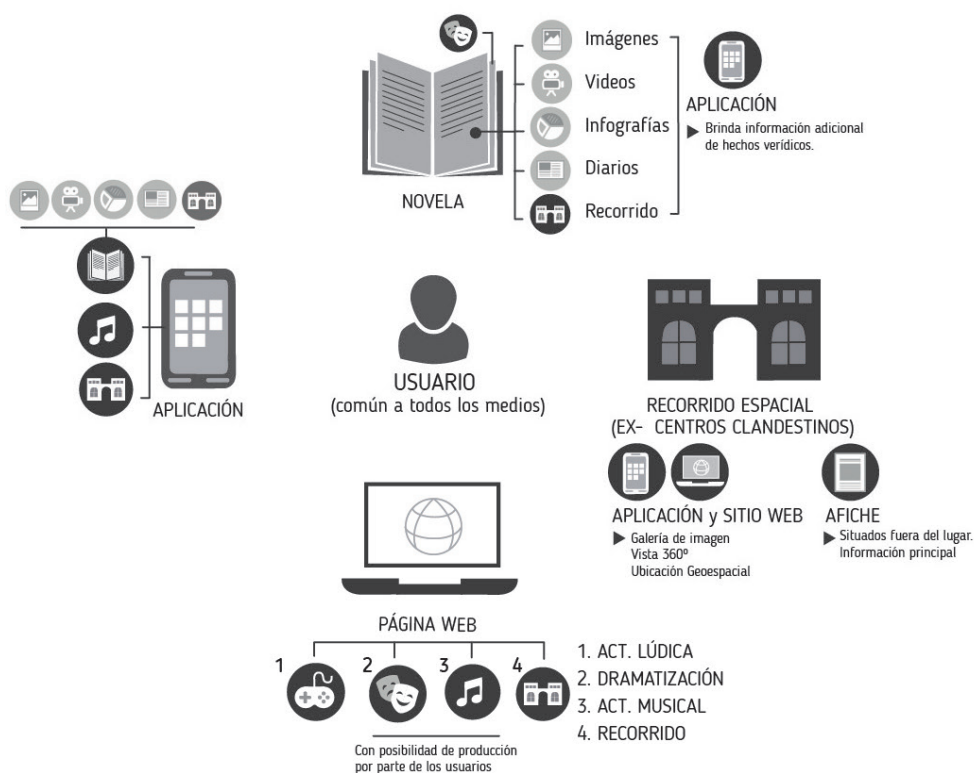 Imágenes
Videos
Infografías
Diarios
Recorrido
NOVELA
APLICACIÓN
▶ Brinda información adicional
de hechos verídicos.
APLICACIÓN
USUARIO
(común a todos los medios)
RECORRIDO ESPACIAL
(EX- CENTROS CLANDESTINOS)
APLICACIÓN y SITIO WEB
▶ Galería de imagen
Vista 360º
Ubicación Geoespacial
AFICHE
▶ Situados fuera del lugar.
Información principal
PÁGINA WEB
1 2 3 4
1. ACT. LÚDICA
2. DRAMATIZACIÓN
3. ACT. MUSICAL
4. RECORRIDO
Con posibilidad de producción
por parte de los usuarios